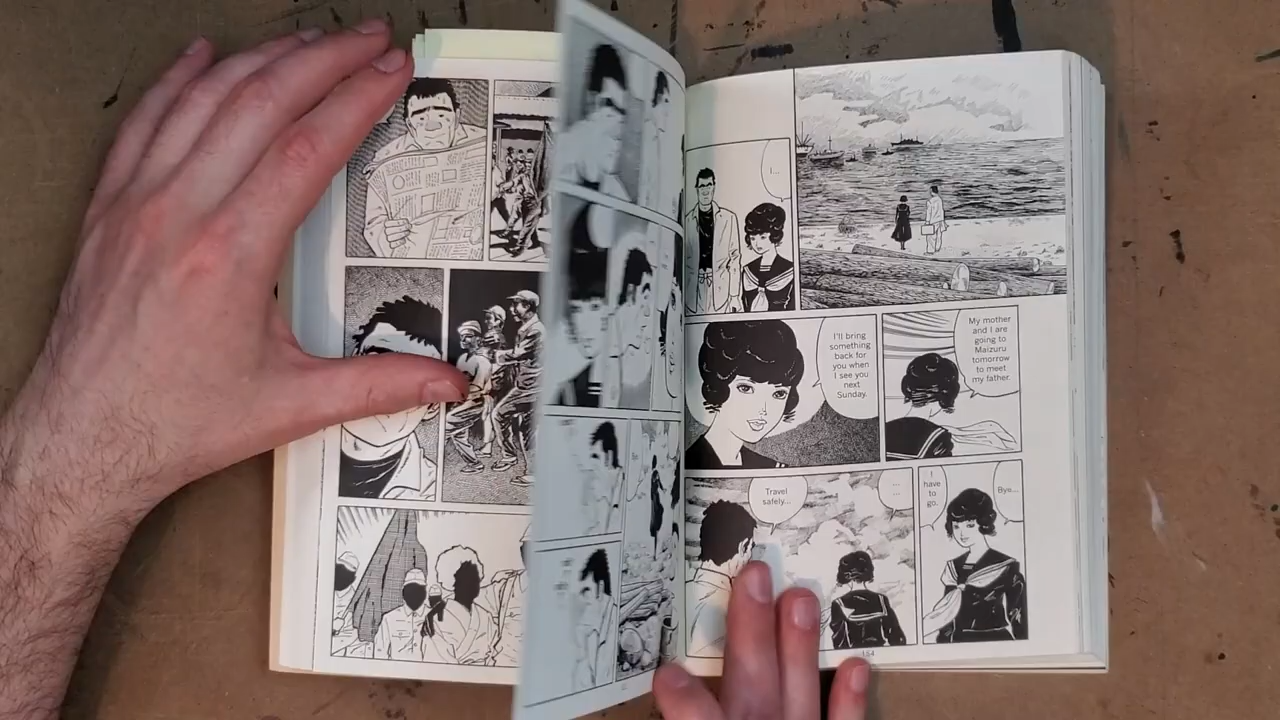 I...
I'll bring
something
back for
you when
I see you
next
Sunday.
My mother
and I are
going to
Maizuru
tomorrow
to meet
my father.
Travel
safely...
...
...
I
have
to
go.
Bye...
184